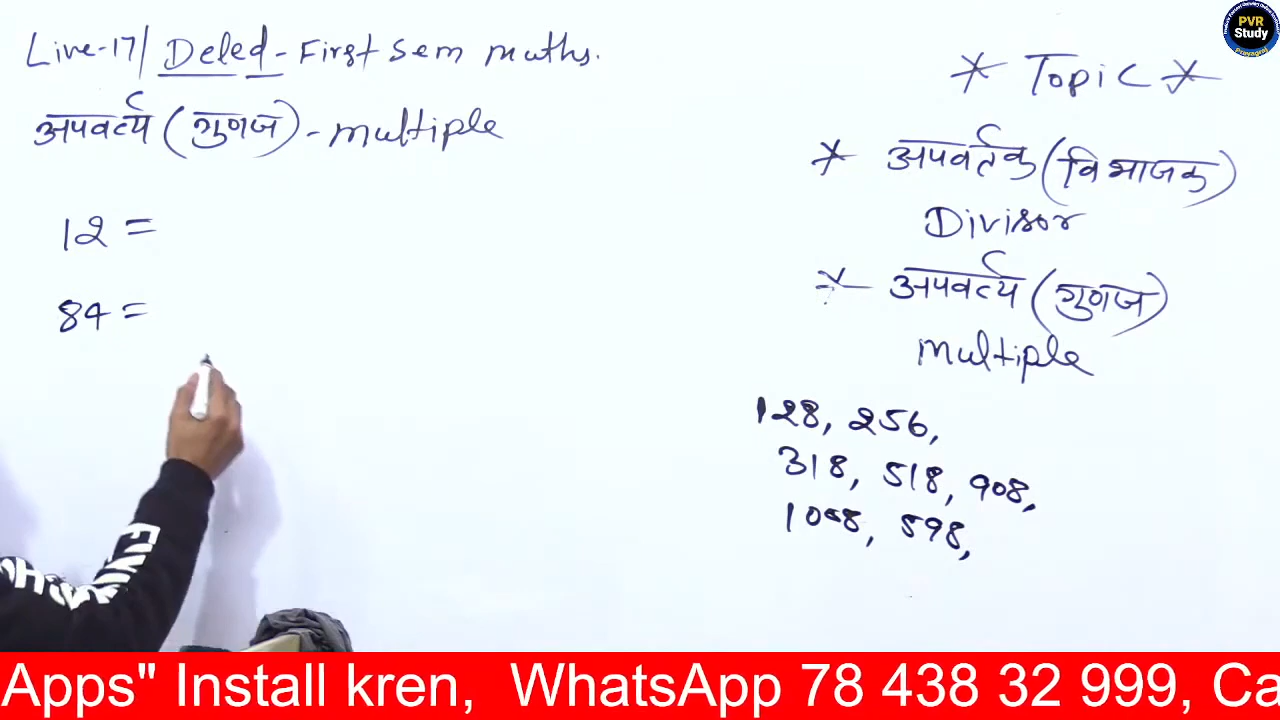 Live-17/ Deled - First Sem maths.
अपवर्त्य (गुणज) - multiple
12 =
84 =
* Topic *
* अपवर्तक (विभाजक)
Divisor
* अपवर्त्य (गुणज)
multiple
128, 256,
318, 518, 908,
598,
PVR
Study
Prayagraj
Apps" Install kren, WhatsApp 78 438 32 999, Ca